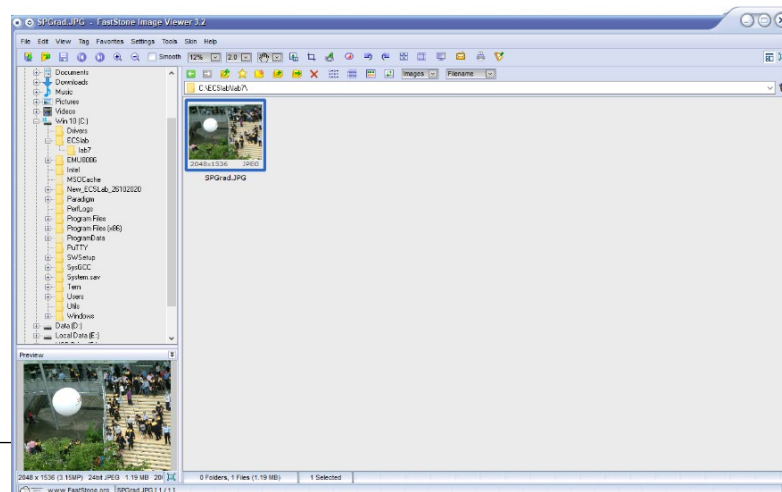 SPGrad.JPG - FastStone Image Viewer 3.2
File Edit View Tag Favorites Settings Tools Skin Help
Smooth 12% 2.0
Images Filename
C:\ECSlab\lab7\
Documents
Downloads
Music
Pictures
Videos
Win 10 (C:)
Drivers
ECSlab
lab7
EMU8086
Intel
MSOCache
New_ECSLab_26102020
Paradigm
PerfLogs
Program Files
Program Files (x86)
ProgramData
PuTTY
SWSetup
SysGCC
System.sav
Tem
Users
Utils
Windows
Data (D:)
Local Data (E:)
2048x1536 JPEG
SPGrad.JPG
Preview
2048 x 1536 (3.15MP) 24bit JPEG 1.19 MB 20
0 Folders, 1 Files (1.19 MB)
1 Selected
www.FastStone.org
SPGrad.JPG [ 1 / 1 ]